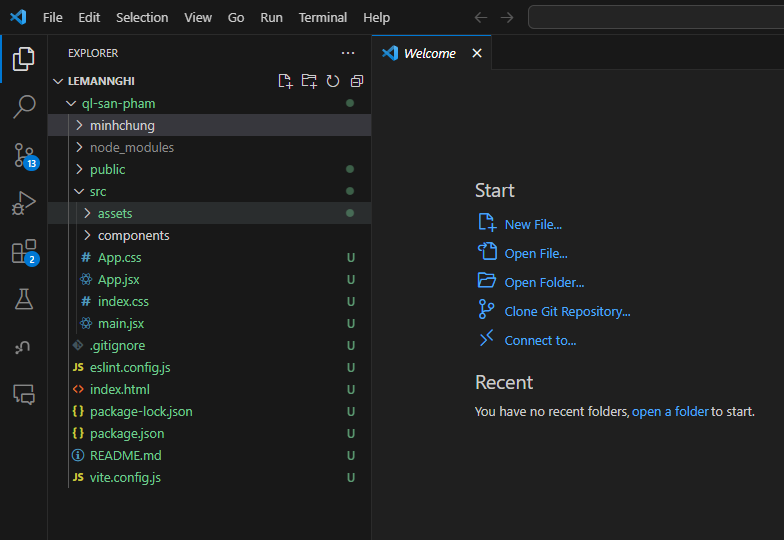 File Edit Selection View Go Run Terminal Help
EXPLORER
Welcome
LEMANNGHI
ql-san-pham
minhchung
node_modules
public
src
assets
components
# App.css U
App.jsx U
# index.css U
main.jsx U
.gitignore U
JS eslint.config.js U
<> index.html U
{} package-lock.json U
{} package.json U
README.md U
JS vite.config.js U
13
2
Start
New File...
Open File...
Open Folder...
Clone Git Repository...
Connect to...
Recent
You have no recent folders, open a folder to start.